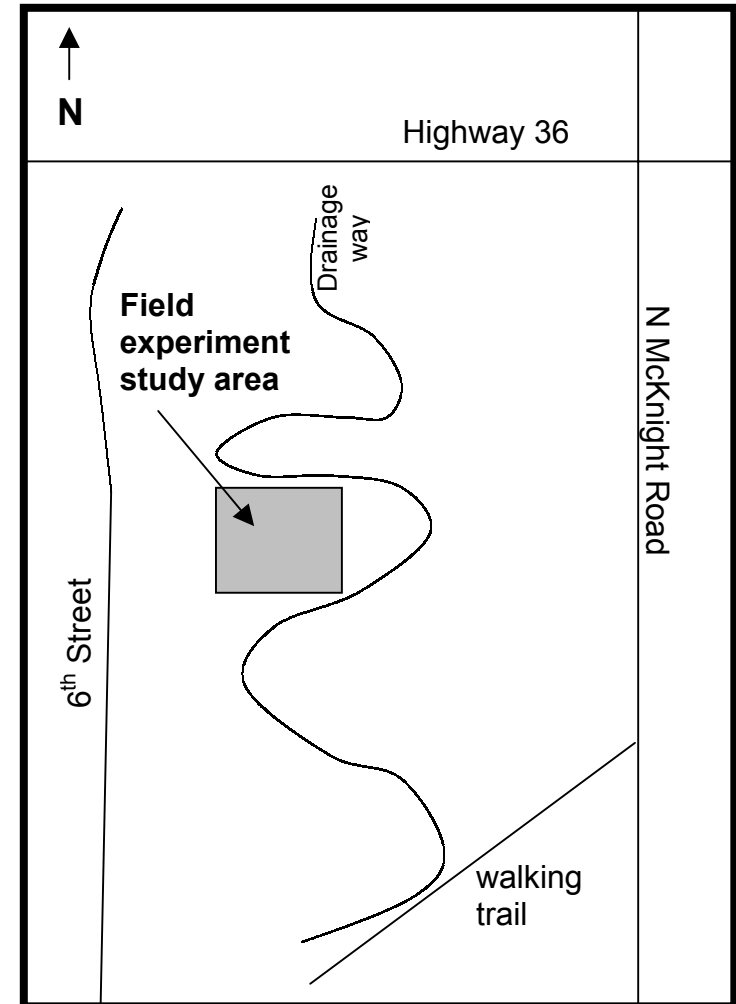 N
Highway 36
Drainage
way
Field
experiment
study area
N McKnight Road
6th Street
walking
trail